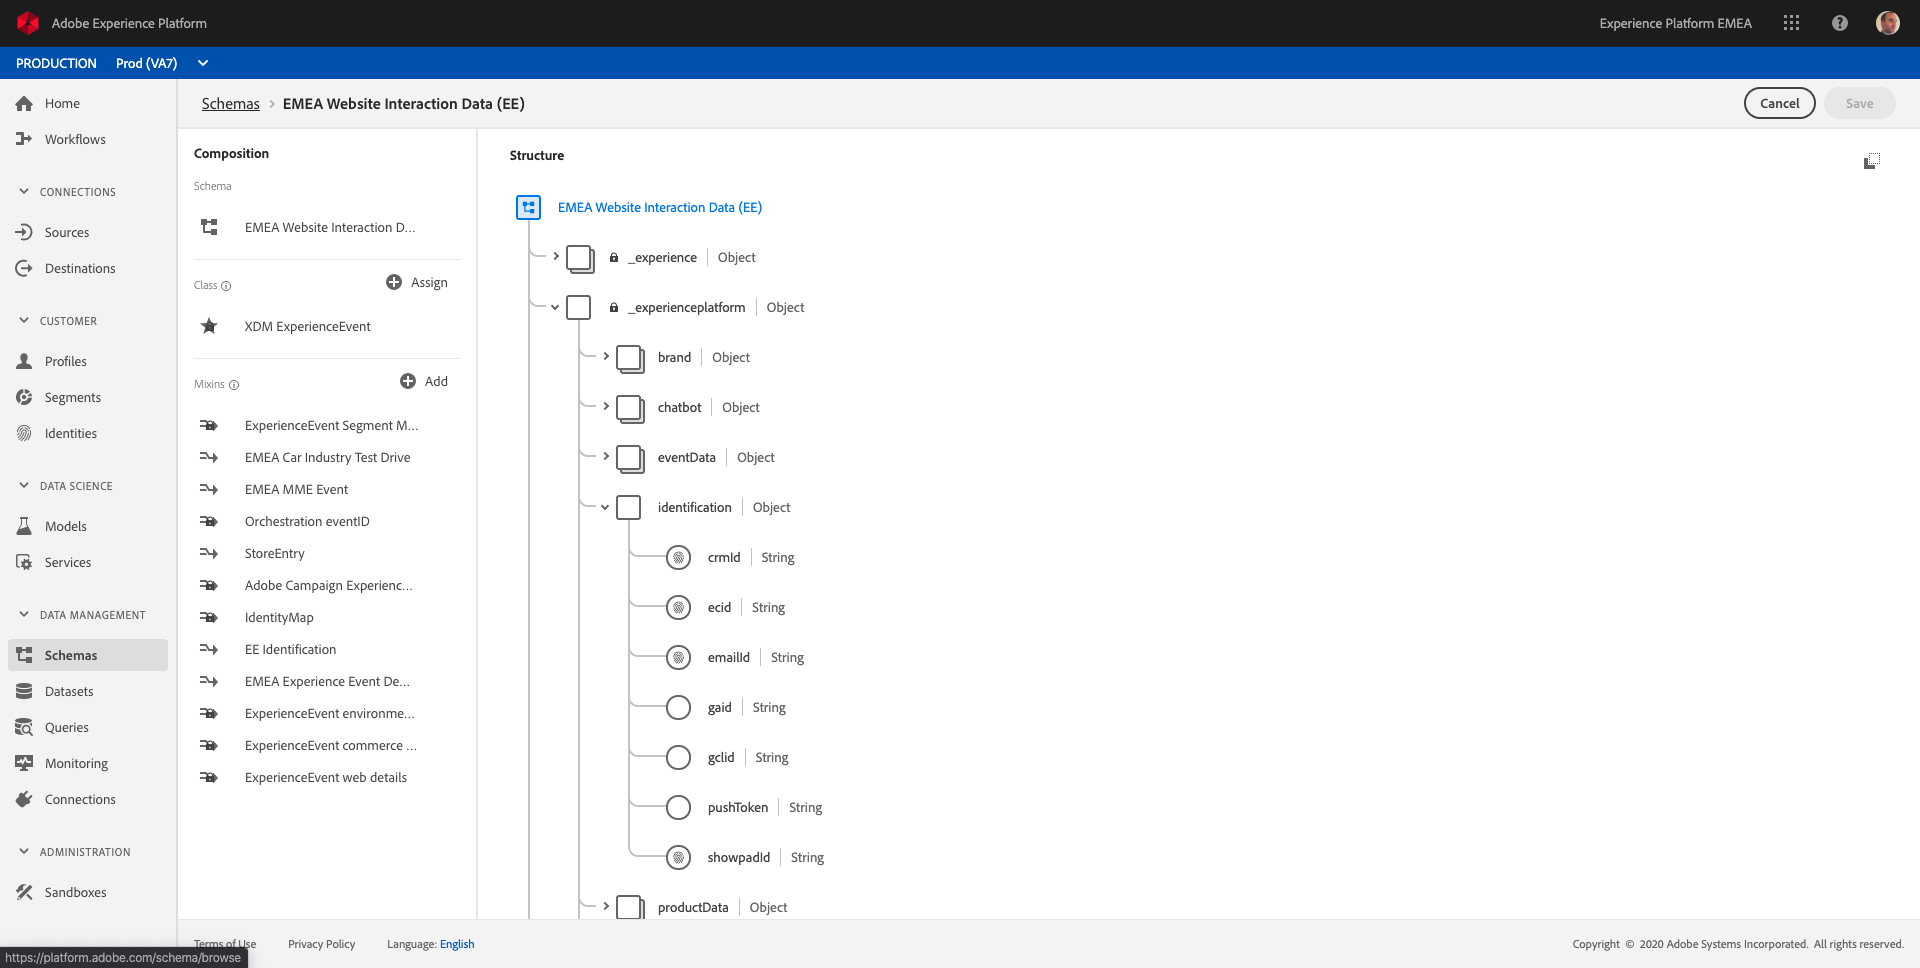 Adobe Experience Platform
Experience Platform EMEA
PRODUCTION Prod (VA7)
Home
Workflows
CONNECTIONS
Sources
Destinations
CUSTOMER
Profiles
Segments
Identities
DATA SCIENCE
Models
Services
DATA MANAGEMENT
Schemas
Datasets
Queries
Monitoring
Connections
ADMINISTRATION
Sandboxes
Schemas > EMEA Website Interaction Data (EE)
Cancel
Save
Composition
Schema
EMEA Website Interaction D...
Class
Assign
XDM ExperienceEvent
Mixins
Add
ExperienceEvent Segment M...
EMEA Car Industry Test Drive
EMEA MME Event
Orchestration eventID
StoreEntry
Adobe Campaign Experienc...
IdentityMap
EE Identification
EMEA Experience Event De...
ExperienceEvent environme...
ExperienceEvent commerce ...
ExperienceEvent web details
Structure
EMEA Website Interaction Data (EE)
_experience | Object
_experienceplatform | Object
brand | Object
chatbot | Object
eventData | Object
identification | Object
crmId | String
ecid | String
emailId | String
gaid | String
gclid | String
pushToken | String
showpadId | String
productData | Object
Terms of Use
Privacy Policy
Language: English
Copyright © 2020 Adobe Systems Incorporated. All rights reserved.
https://platform.adobe.com/schema/browse